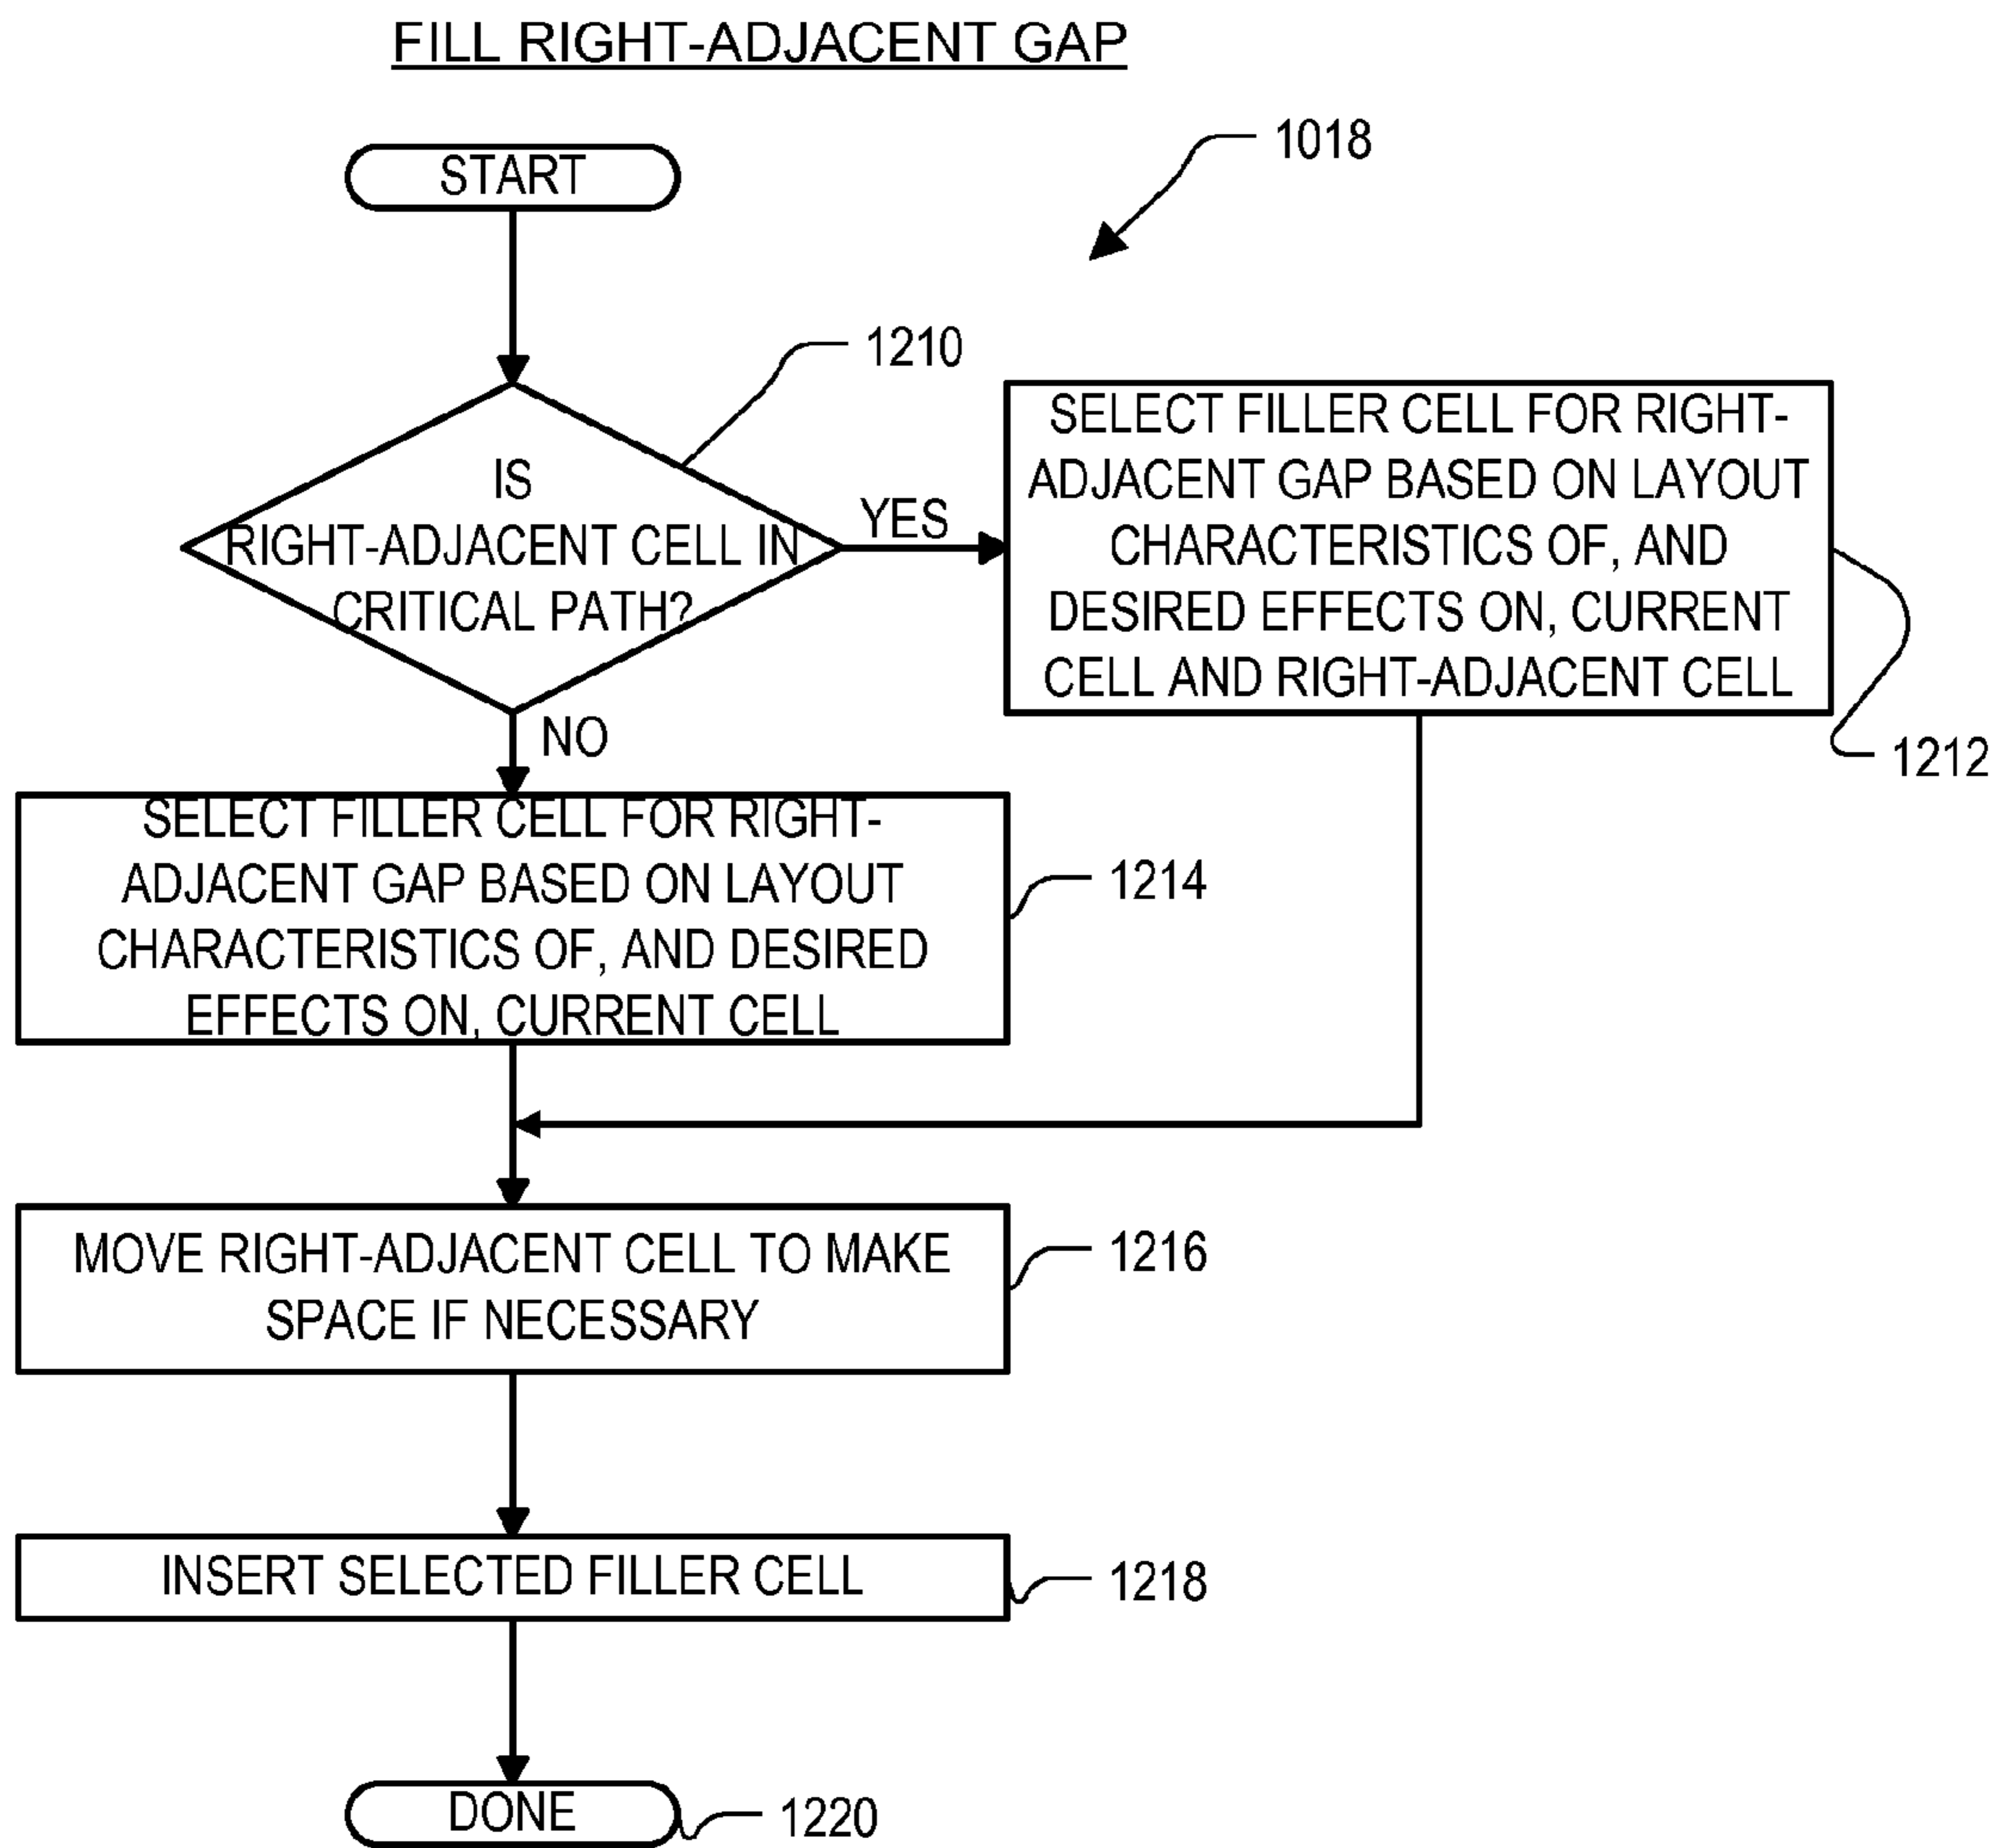 FILL RIGHT-ADJACENT GAP
1018
START
1210
IS
RIGHT-ADJACENT CELL IN
CRITICAL PATH?
YES
SELECT FILLER CELL FOR RIGHT-
ADJACENT GAP BASED ON LAYOUT
CHARACTERISTICS OF, AND
DESIRED EFFECTS ON, CURRENT
CELL AND RIGHT-ADJACENT CELL
1212
NO
SELECT FILLER CELL FOR RIGHT-
ADJACENT GAP BASED ON LAYOUT
CHARACTERISTICS OF, AND DESIRED
EFFECTS ON, CURRENT CELL
1214
MOVE RIGHT-ADJACENT CELL TO MAKE
SPACE IF NECESSARY
1216
INSERT SELECTED FILLER CELL
1218
DONE
1220